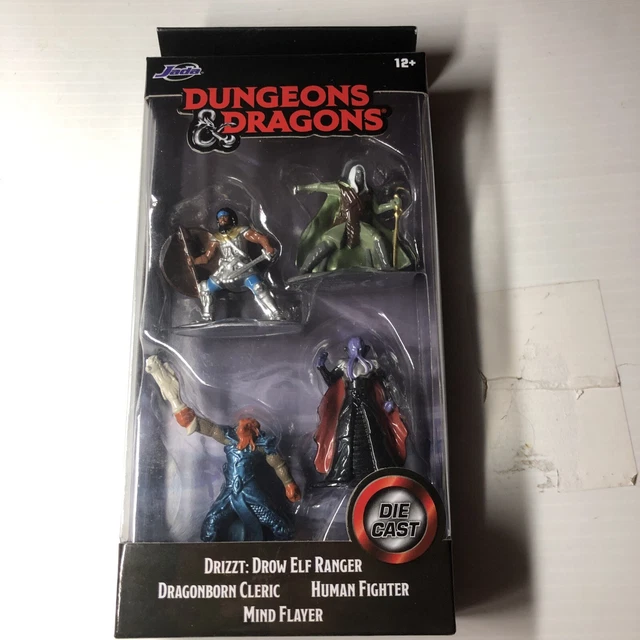 Jada
12+
DUNGEONS
& DRAGONS
DIE
CAST
DRIZZT: DROW ELF RANGER
DRAGONBORN CLERIC HUMAN FIGHTER
MIND FLAYER